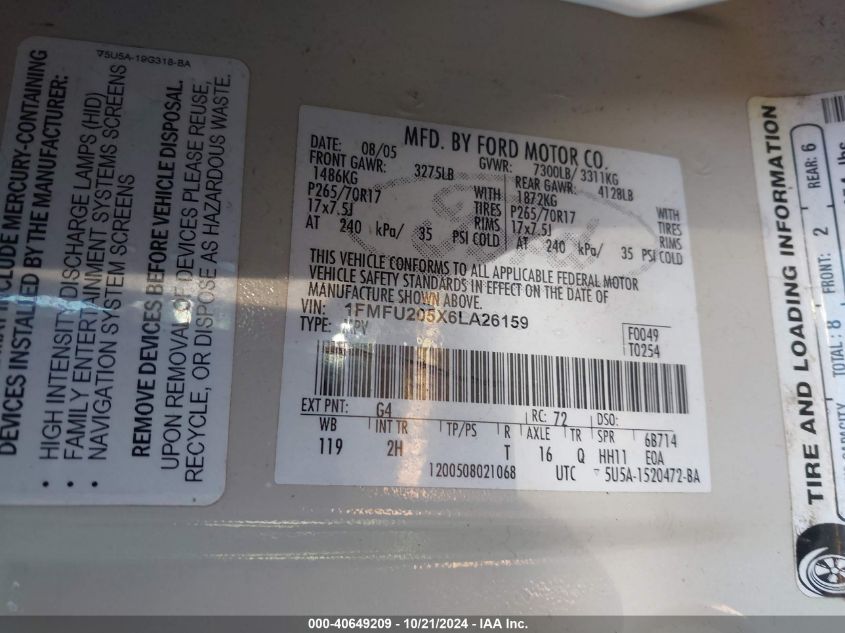 75U5A-19G318-BA
INCLUDE MERCURY-CONTAINING
DEVICES INSTALLED BY THE MANUFACTURER:
• HIGH INTENSITY DISCHARGE LAMPS (HID)
• FAMILY ENTERTAINMENT SYSTEMS SCREENS
• NAVIGATION SYSTEM SCREENS
REMOVE DEVICES BEFORE VEHICLE DISPOSAL.
UPON REMOVAL OF DEVICES PLEASE REUSE,
RECYCLE, OR DISPOSE AS HAZARDOUS WASTE.
MFD. BY FORD MOTOR CO.
DATE: 08/05 GVWR: 7300LB/ 3311KG
FRONT GAWR: 3275LB REAR GAWR: 4128LB
1486KG WITH 1872KG WITH
P265/70R17 TIRES P265/70R17 TIRES
17x7.5J RIMS 17x7.5J RIMS
AT 240 kPa/ 35 PSI COLD AT 240 kPa/ 35 PSI COLD
Ford
THIS VEHICLE CONFORMS TO ALL APPLICABLE FEDERAL MOTOR
VEHICLE SAFETY STANDARDS IN EFFECT ON THE DATE OF
MANUFACTURE SHOWN ABOVE.
VIN: 1FMFU205X6LA26159
TYPE: MPV
F0049
T0254
EXT PNT: G4 RC: 72 DSO:
WB INT TR TP/PS R AXLE TR SPR 6B714
119 2H T 16 Q HH11 EQA
1200508021068 UTC 5U5A-1520472-BA
TIRE AND LOADING INFORMATION
TOTAL: 8 FRONT: 2 REAR: 6
CAPACITY
000-40649209 - 10/21/2024 - IAA Inc.